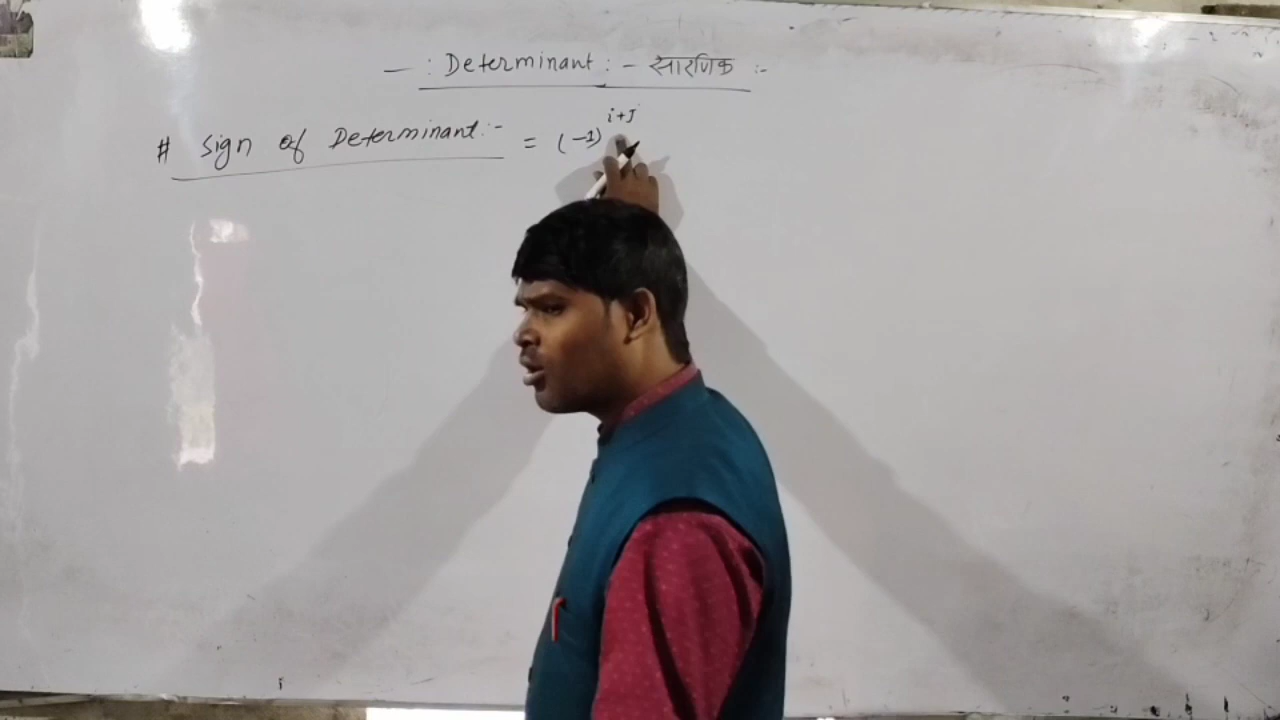 — : Determinant : - सारणिक :-
# Sign of Determinant:- = (-1)^{i+j}